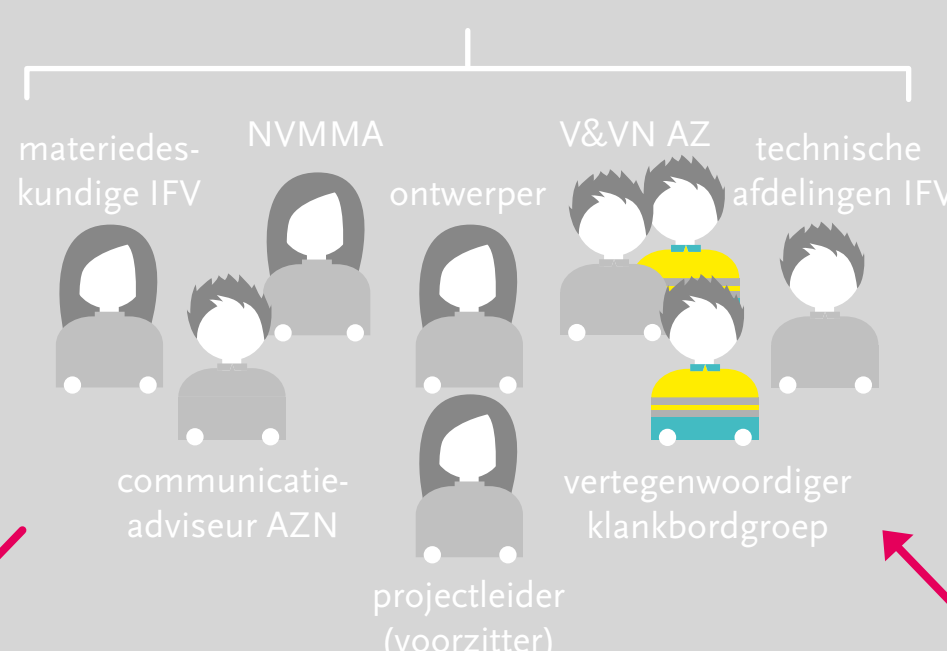 materiedes-
kundige IFV
NVMMA
ontwerper
V&VN AZ
technische
afdelingen IFV
communicatie-
adviseur AZN
vertegenwoordiger
klankbordgroep
projectleider
(voorzitter)